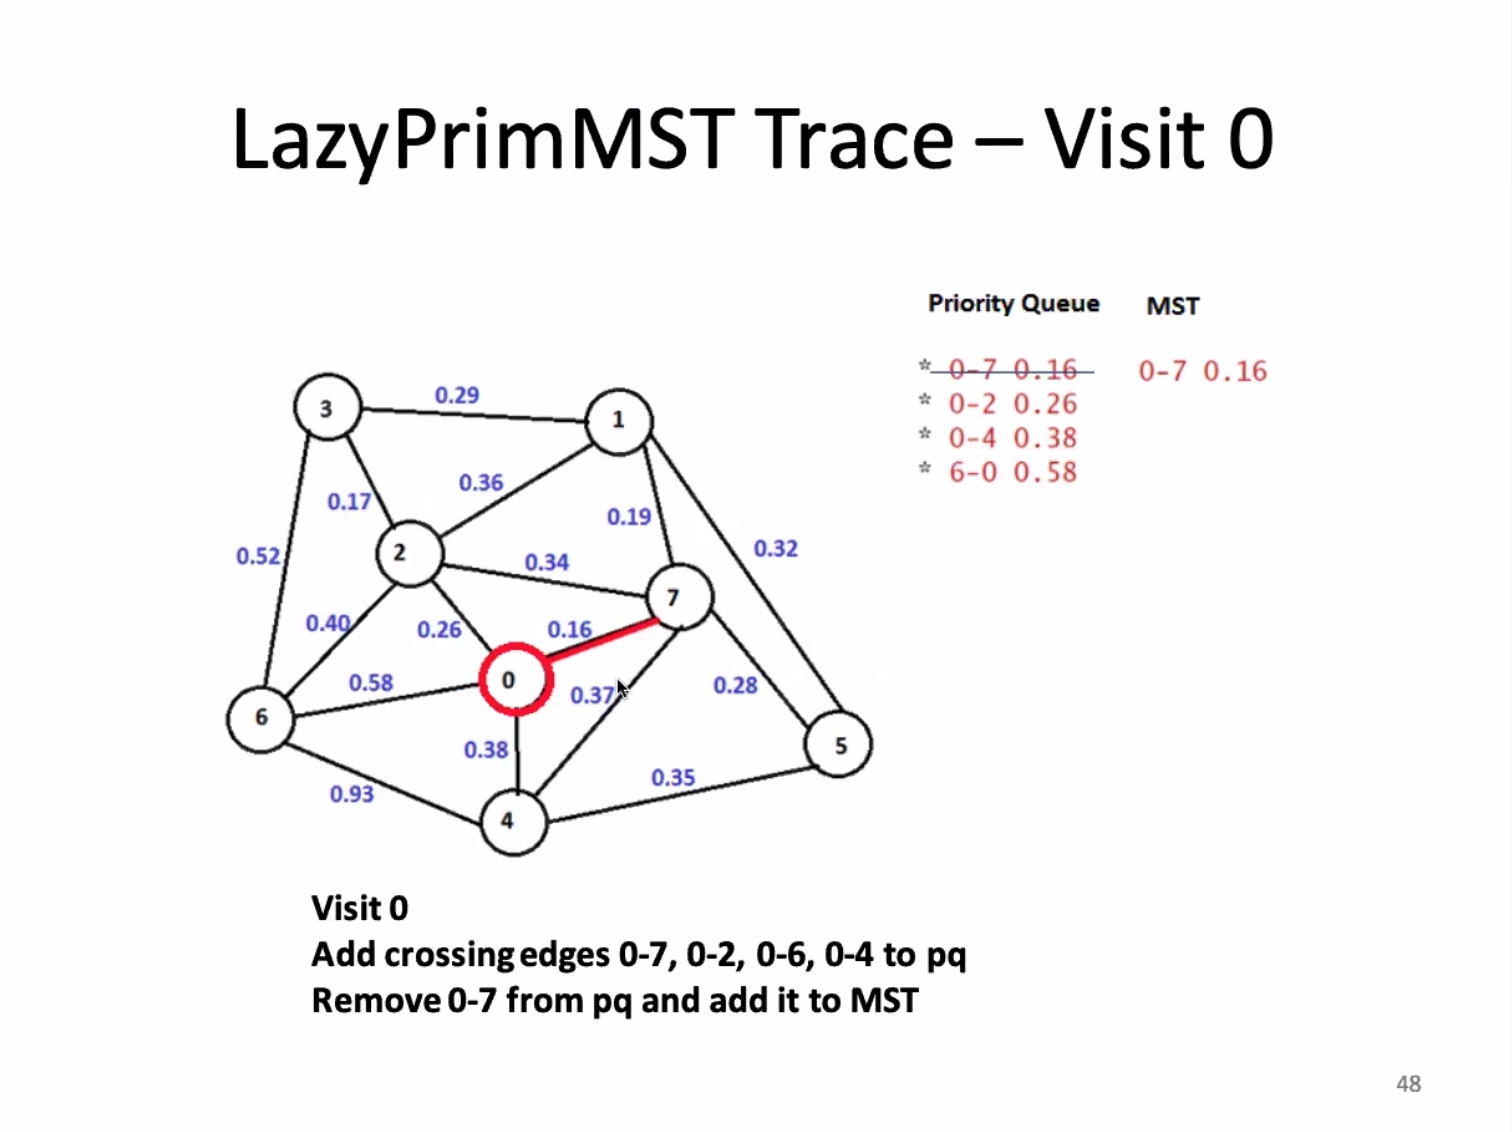 LazyPrimMST Trace – Visit 0
Priority Queue MST
* 0-7 0.16 0-7 0.16
* 0-2 0.26
* 0-4 0.38
* 6-0 0.58
3
0.29
1
0.36
0.17
0.19
2
0.52
0.34
0.32
7
0.40
0.26
0.16
0.58
0
0.37
0.28
6
0.38
5
0.35
0.93
4
Visit 0
Add crossing edges 0-7, 0-2, 0-6, 0-4 to pq
Remove 0-7 from pq and add it to MST
48